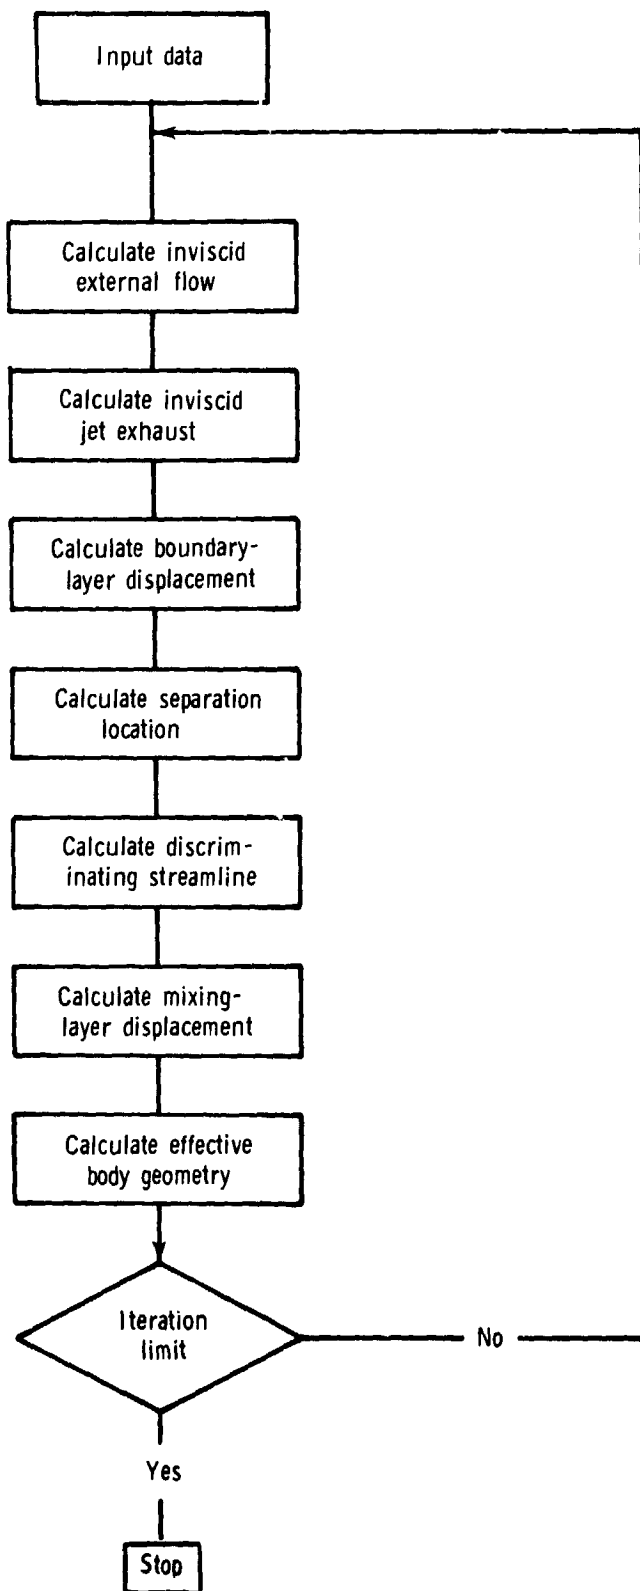 Input data
Calculate inviscid
external flow
Calculate inviscid
jet exhaust
Calculate boundary-
layer displacement
Calculate separation
location
Calculate discrim-
inating streamline
Calculate mixing-
layer displacement
Calculate effective
body geometry
Iteration
limit
No
Yes
Stop